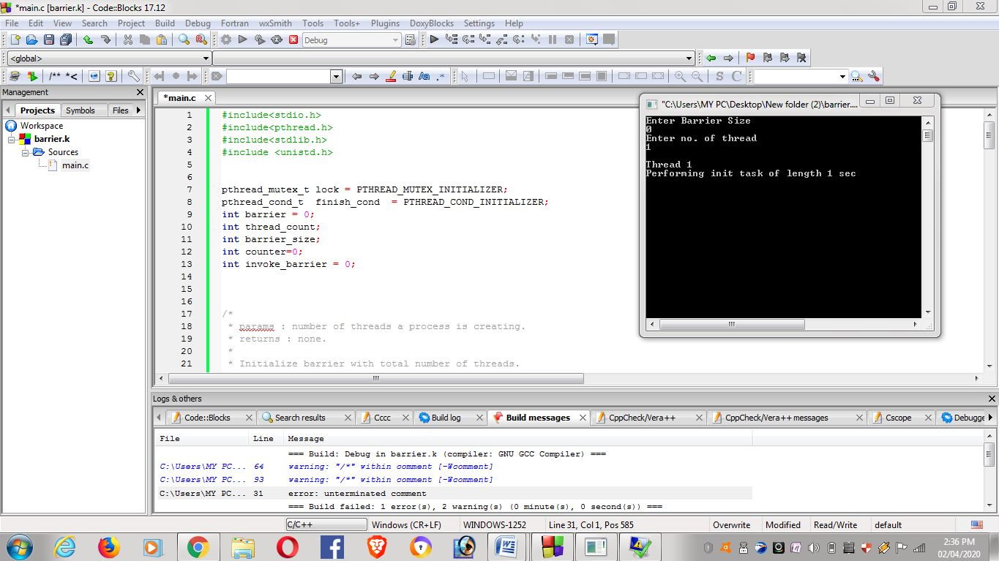 *main.c [barrier.k] - Code::Blocks 17.12
File Edit View Search Project Build Debug Fortran wxSmith Tools Tools+ Plugins DoxyBlocks Settings Help
Debug
<global>
/** *<
Aa .*
S C
Management
Projects Symbols Files
Workspace
barrier.k
Sources
main.c
*main.c
1 #include<stdio.h>
2 #include<pthread.h>
3 #include<stdlib.h>
4 #include <unistd.h>
5
6
7 pthread_mutex_t lock = PTHREAD_MUTEX_INITIALIZER;
8 pthread_cond_t finish_cond = PTHREAD_COND_INITIALIZER;
9 int barrier = 0;
10 int thread_count;
11 int barrier_size;
12 int counter=0;
13 int invoke_barrier = 0;
14
15
16
17 /*
18 * params : number of threads a process is creating.
19 * returns : none.
20 *
21 * Initialize barrier with total number of threads.
"C:\Users\MY PC\Desktop\New folder (2)\barrier....
Enter Barrier Size
0
Enter no. of thread
1
Thread 1
Performing init task of length 1 sec
Logs & others
Code::Blocks Search results Cccc Build log Build messages CppCheck/Vera++ CppCheck/Vera++ messages Cscope Debugge
File Line Message
=== Build: Debug in barrier.k (compiler: GNU GCC Compiler) ===
C:\Users\MY PC... 64 warning: "/*" within comment [-Wcomment]
C:\Users\MY PC... 93 warning: "/*" within comment [-Wcomment]
C:\Users\MY PC... 31 error: unterminated comment
=== Build failed: 1 error(s), 2 warning(s) (0 minute(s), 0 second(s)) ===
C/C++ Windows (CR+LF) WINDOWS-1252 Line 31, Col 1, Pos 585 Overwrite Modified Read/Write default
2:36 PM
02/04/2020